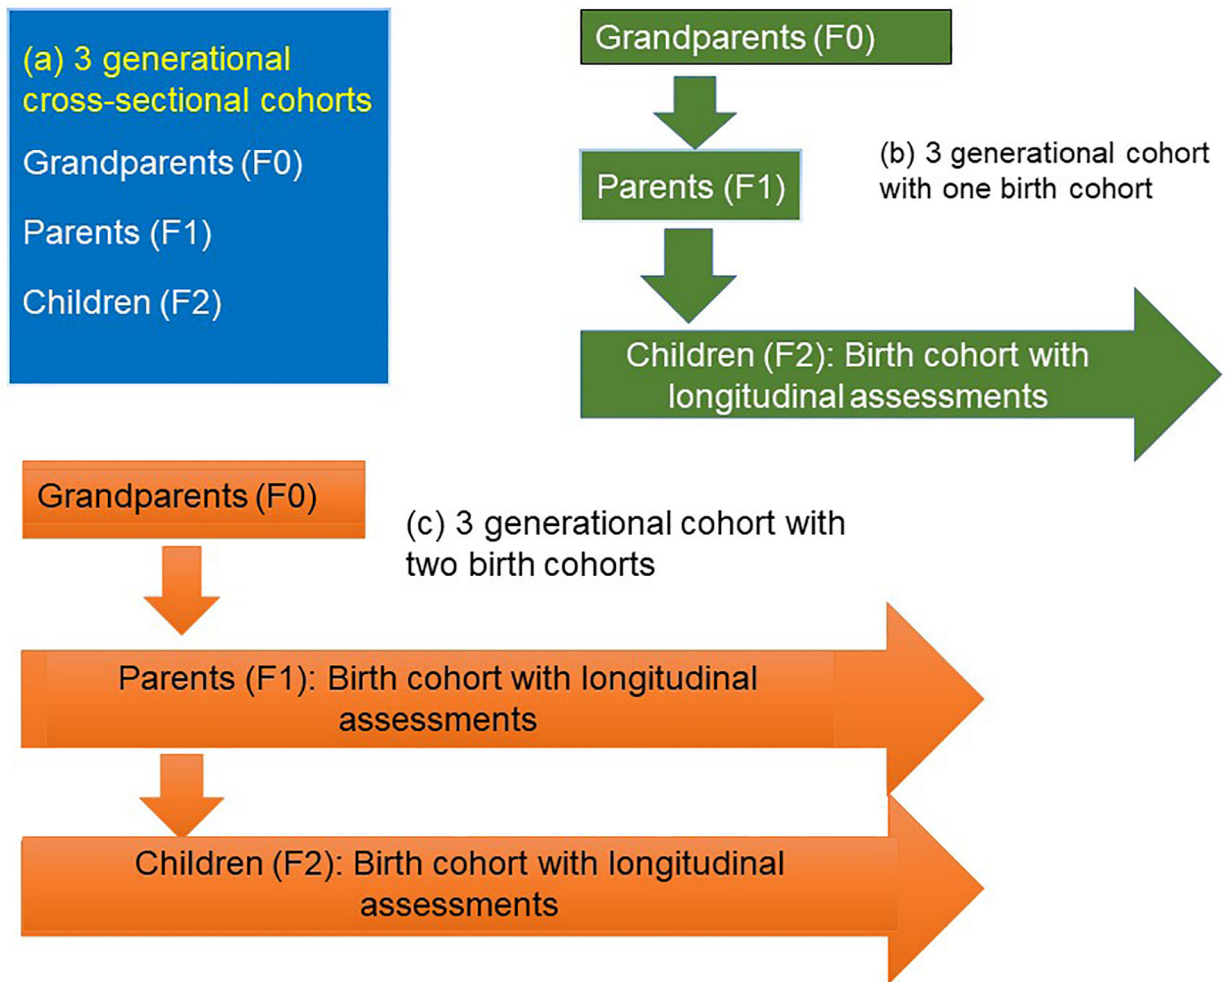 (a) 3 generational
cross-sectional cohorts
Grandparents (F0)
Parents (F1)
Children (F2)
Grandparents (F0)
Parents (F1)
(b) 3 generational cohort
with one birth cohort
Children (F2): Birth cohort with
longitudinal assessments
Grandparents (F0)
(c) 3 generational cohort with
two birth cohorts
Parents (F1): Birth cohort with longitudinal
assessments
Children (F2): Birth cohort with longitudinal
assessments